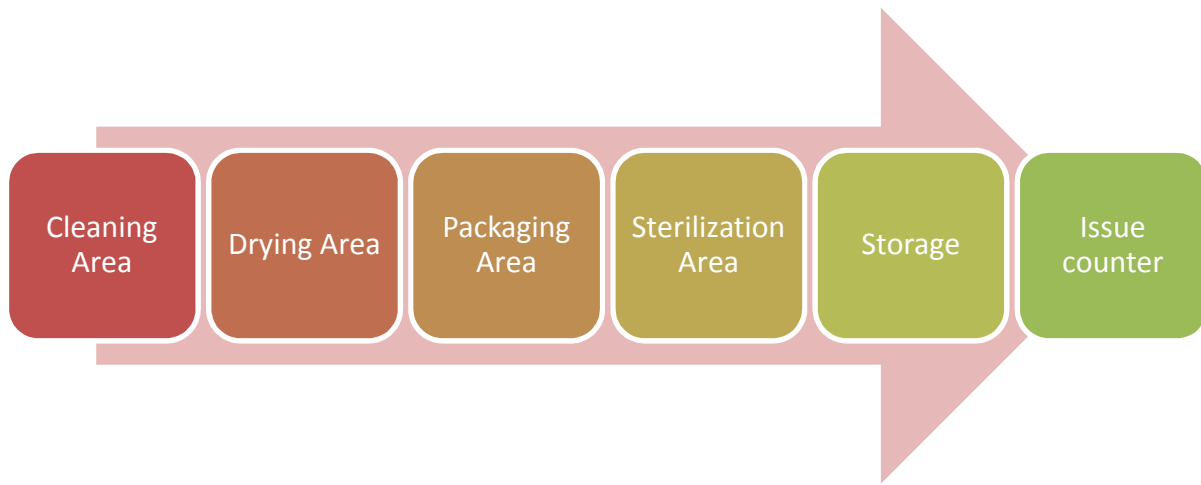 Cleaning
Area
Drying Area
Packaging
Area
Sterilization
Area
Storage
Issue
counter